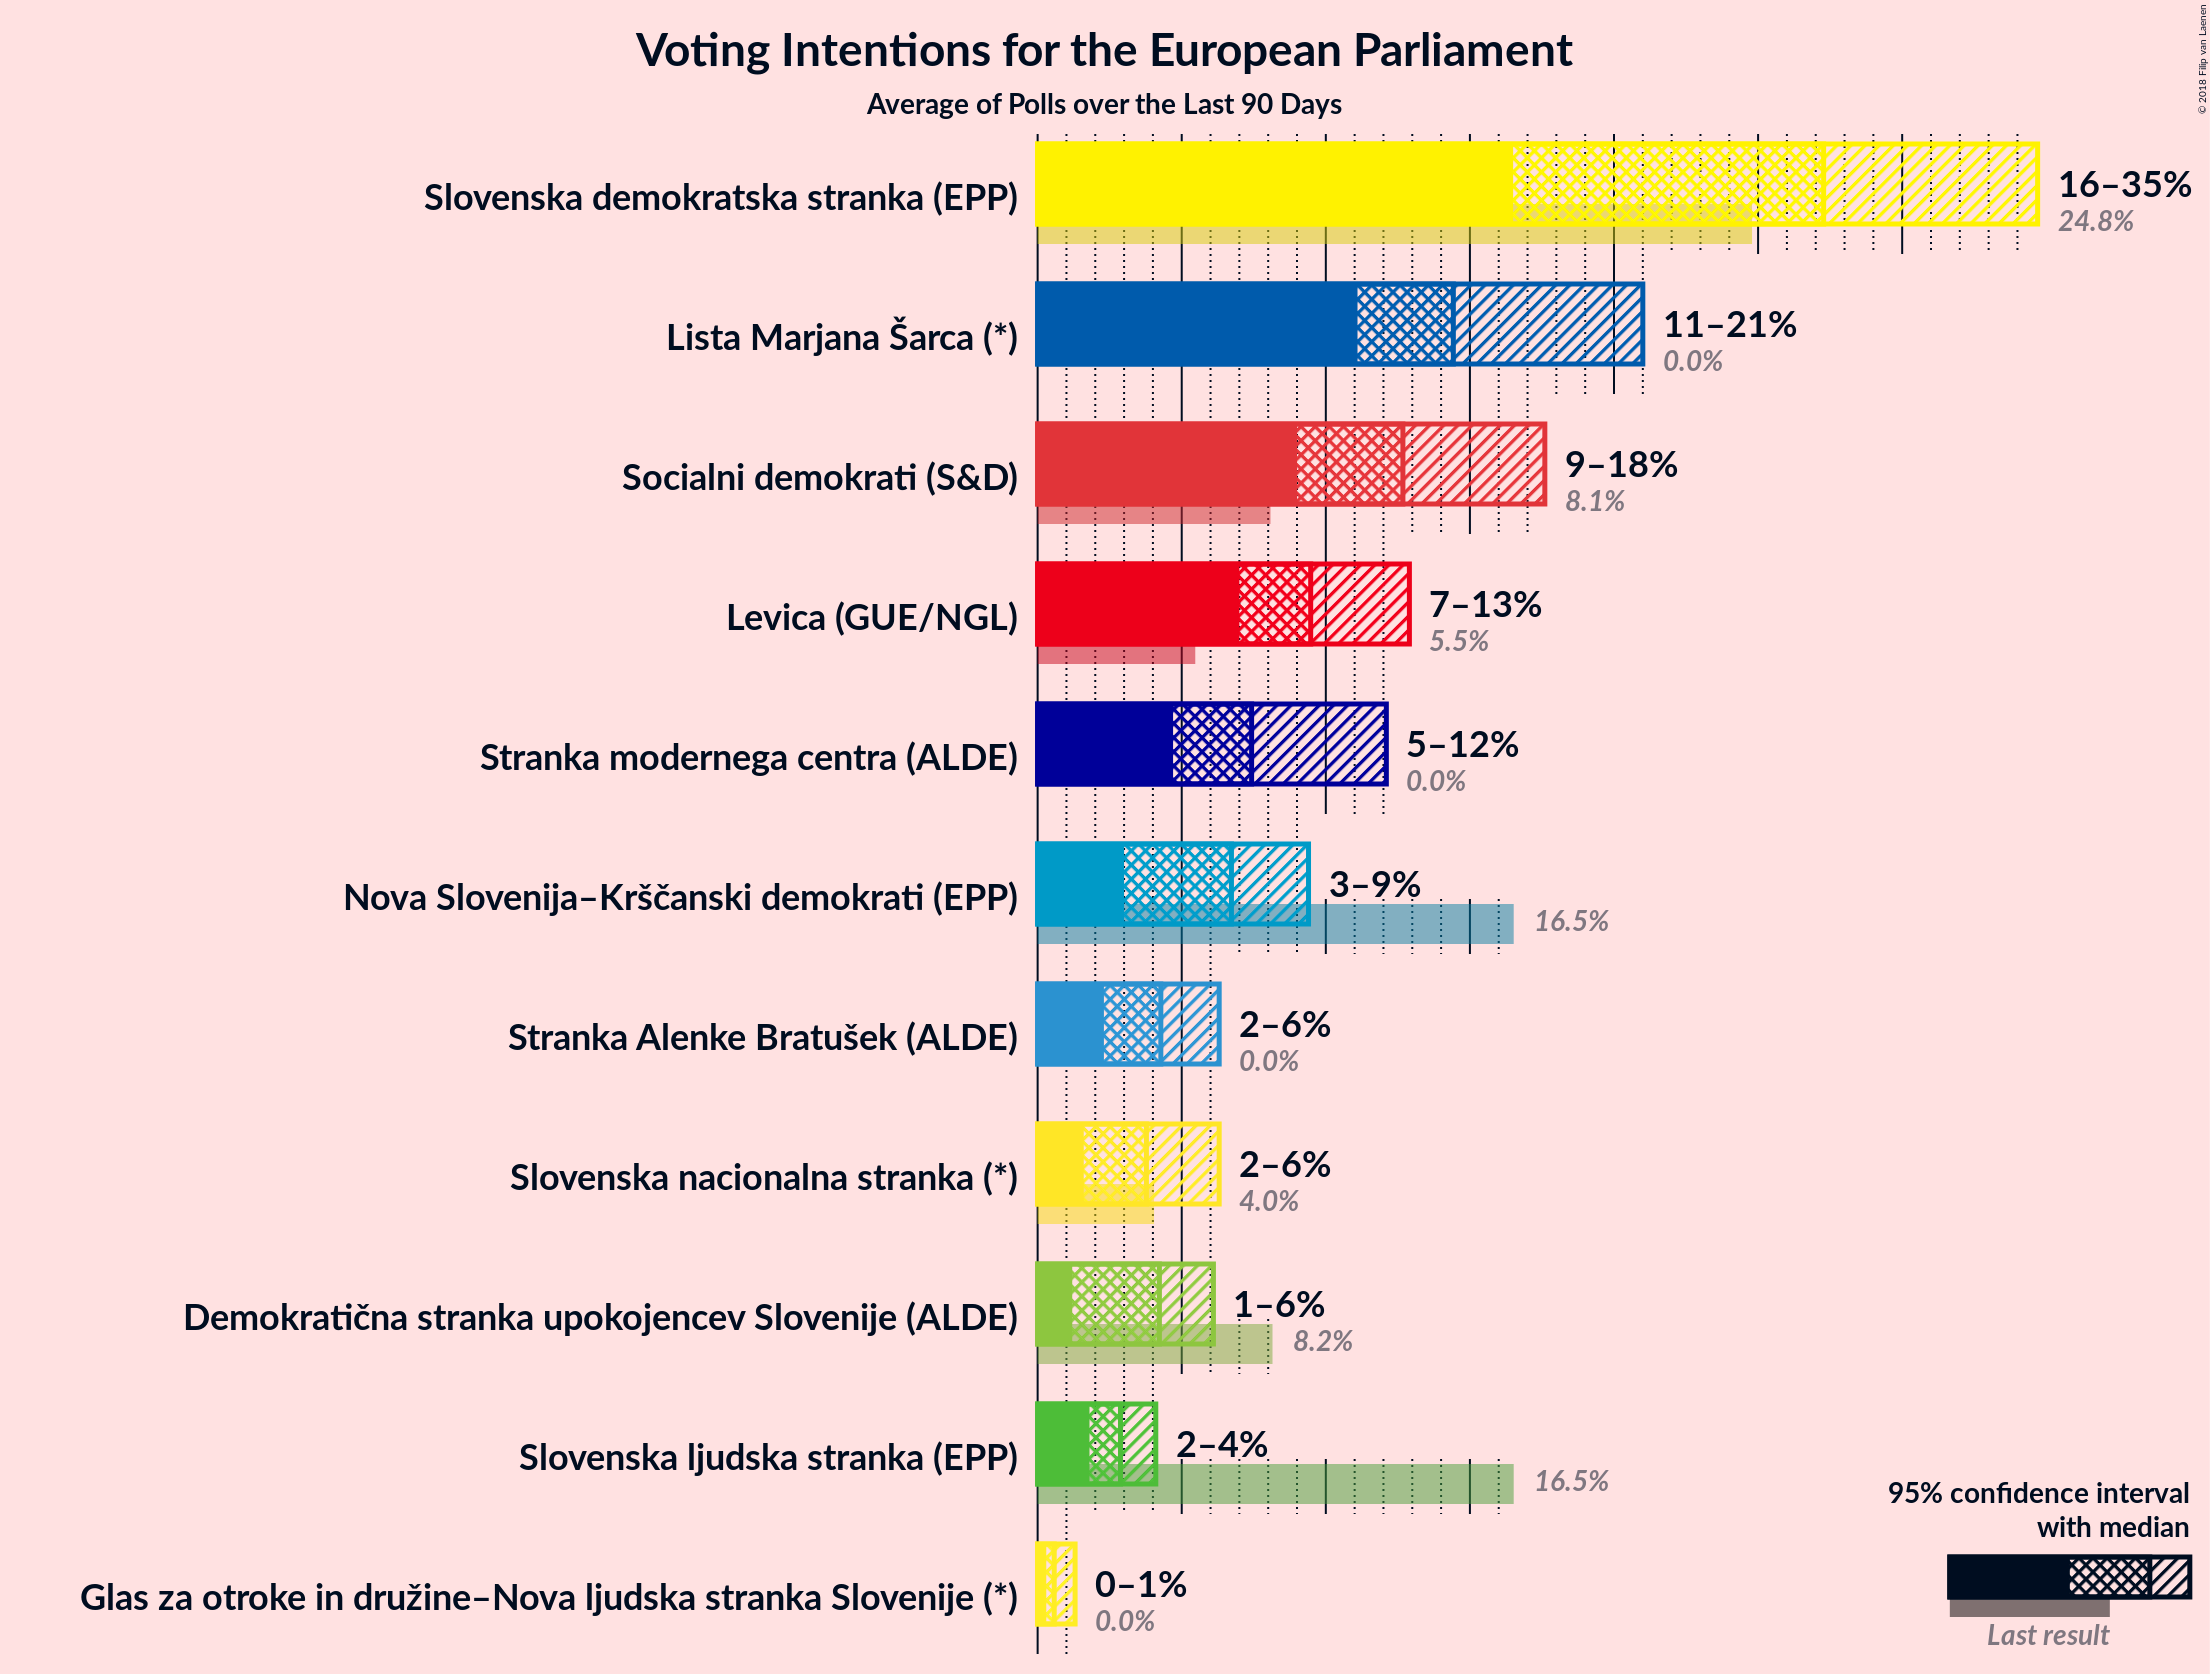 Voting Intentions for the European Parliament
Average of Polls over the Last 90 Days
© 2018 Filip van Laenen
Slovenska demokratska stranka (EPP)
16–35%
24.8%
Lista Marjana Šarca (*)
11–21%
0.0%
Socialni demokrati (S&D)
9–18%
8.1%
Levica (GUE/NGL)
7–13%
5.5%
Stranka modernega centra (ALDE)
5–12%
0.0%
Nova Slovenija–Krščanski demokrati (EPP)
3–9%
16.5%
Stranka Alenke Bratušek (ALDE)
2–6%
0.0%
Slovenska nacionalna stranka (*)
2–6%
4.0%
Demokratična stranka upokojencev Slovenije (ALDE)
1–6%
8.2%
Slovenska ljudska stranka (EPP)
2–4%
16.5%
Glas za otroke in družine–Nova ljudska stranka Slovenije (*)
0–1%
0.0%
95% confidence interval
with median
Last result